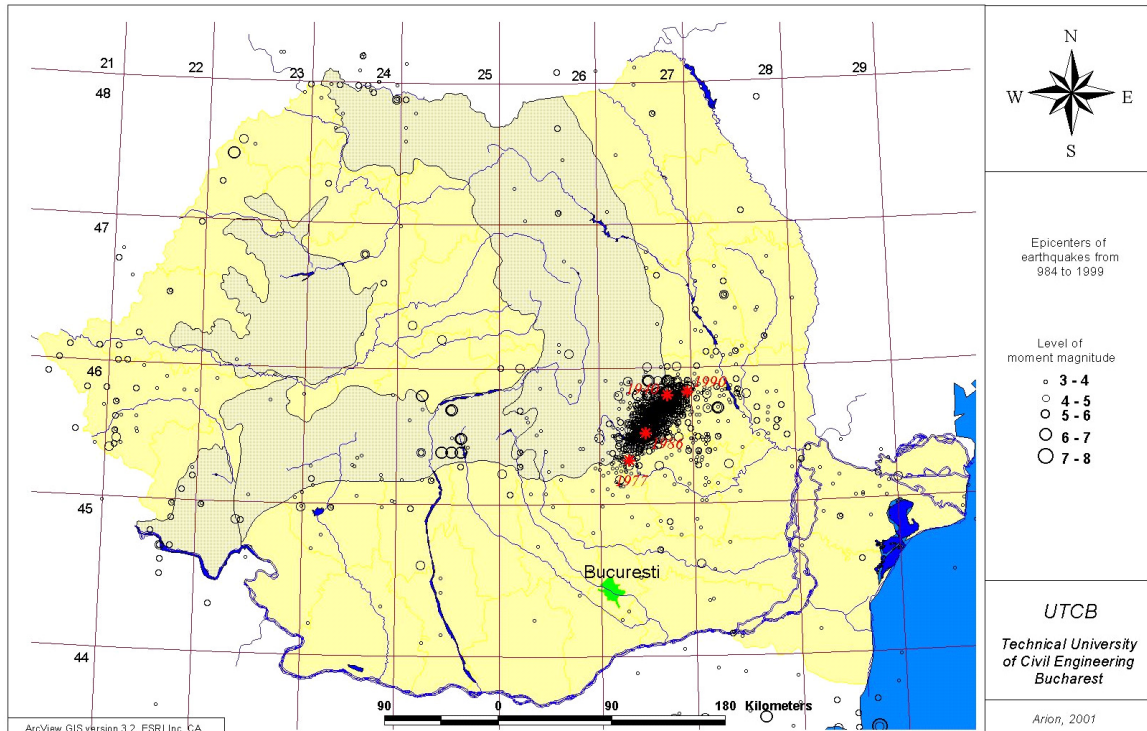 21
22
23
24
25
26
27
28
29
48
47
46
45
44
1990
1986
1977
Bucuresti
90 0 90 180 Kilometers
ArcView GIS version 3.2, ESRI Inc. CA
N
W E
S
Epicenters of
earthquakes from
984 to 1999
Level of
moment magnitude
3 - 4
4 - 5
5 - 6
6 - 7
7 - 8
UTCB
Technical University
of Civil Engineering
Bucharest
Arion, 2001